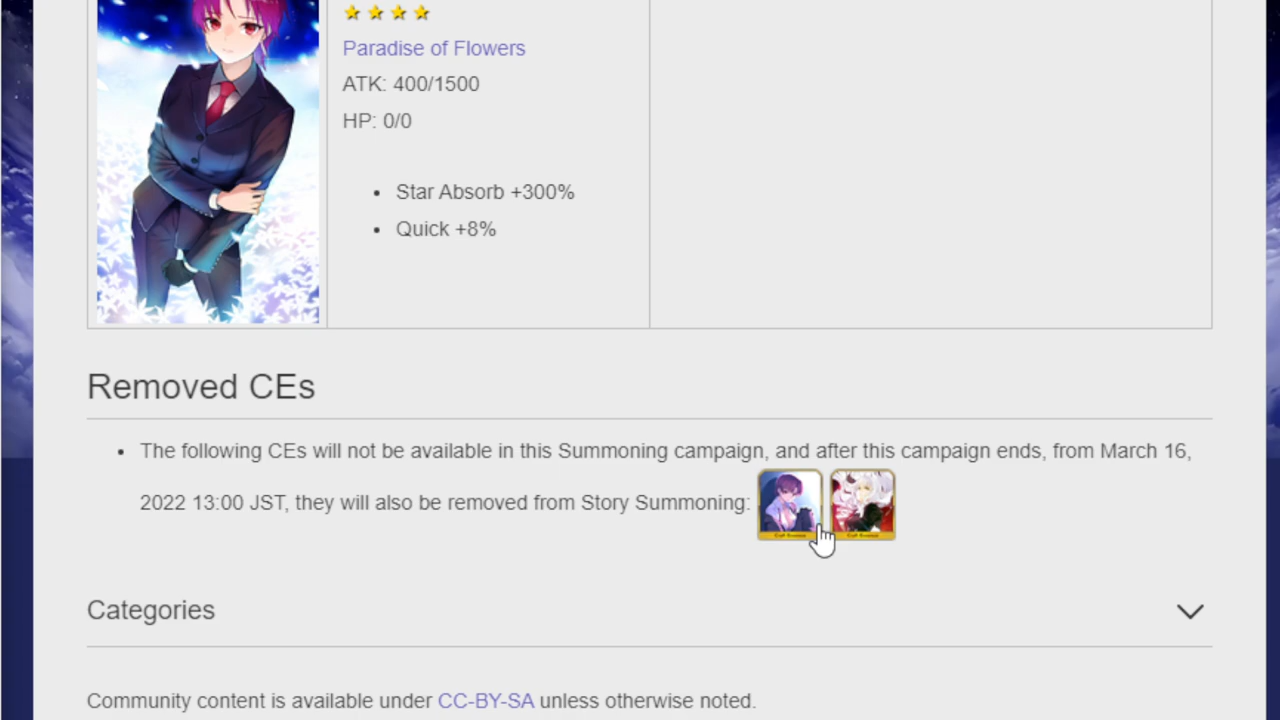 Paradise of Flowers
ATK: 400/1500
HP: 0/0
• Star Absorb +300%
• Quick +8%
Removed CEs
• The following CEs will not be available in this Summoning campaign, and after this campaign ends, from March 16,
2022 13:00 JST, they will also be removed from Story Summoning:
Categories
Community content is available under CC-BY-SA unless otherwise noted.